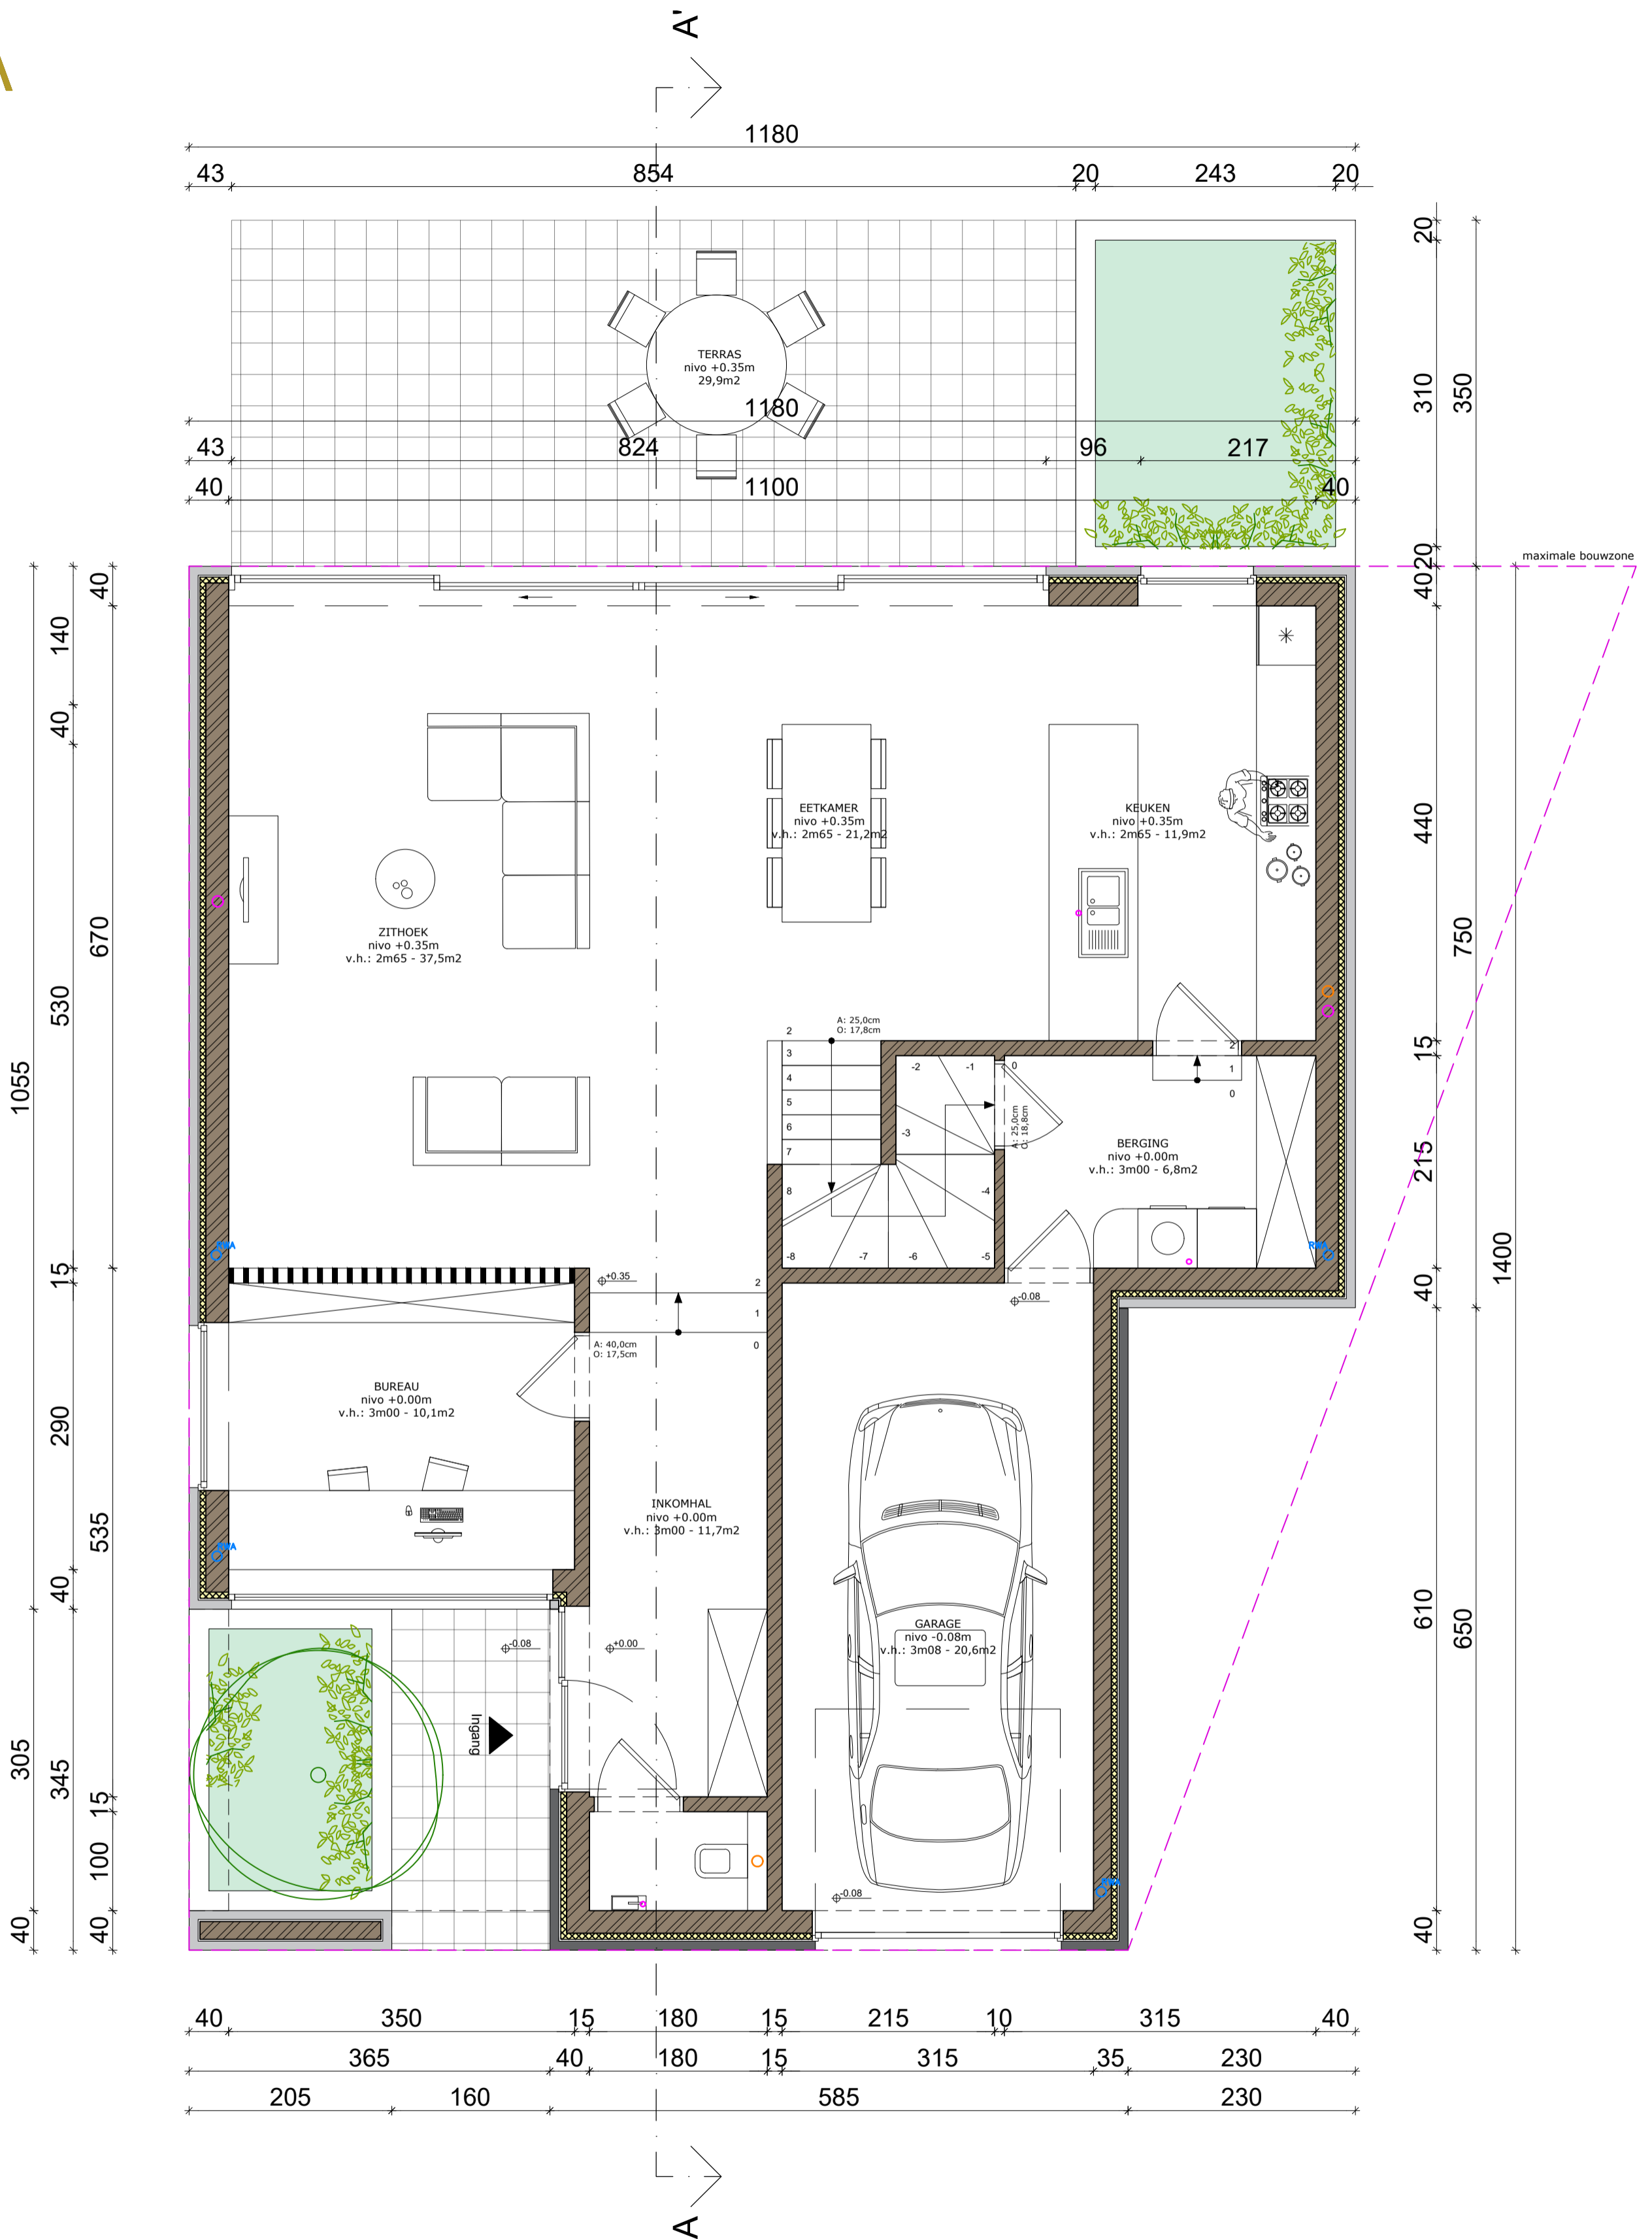 A'
1180
43 854 20 243 20
TERRAS
nivo +0.35m
29,9m2
1180
43 824 96 217
40 1100 40
20
310
350
20
40
maximale bouwzone
40
140
40
670
530
1055
15
290
535
40
305
345
15
100
40
40
440
750
15
215
40
1400
610
650
40
EETKAMER
nivo +0.35m
v.h.: 2m65 - 21,2m2
KEUKEN
nivo +0.35m
v.h.: 2m65 - 11,9m2
ZITHOEK
nivo +0.35m
v.h.: 2m65 - 37,5m2
A: 25,0cm
O: 17,8cm
2
3
4
5
6
7
8
-2 -1 0
-3
-4
-8 -7 -6 -5
A: 25,0cm
O: 18,8cm
2
1
0
BERGING
nivo +0.00m
v.h.: 3m00 - 6,8m2
RWA
RWA
+0.35
2
1
0
-0.08
A: 40,0cm
O: 17,5cm
BUREAU
nivo +0.00m
v.h.: 3m00 - 10,1m2
INKOMHAL
nivo +0.00m
v.h.: 3m00 - 11,7m2
RWA
GARAGE
nivo -0.08m
v.h.: 3m08 - 20,6m2
-0.08
+0.00
Ingang
-0.08
RWA
40 350 15 180 15 215 10 315 40
365 40 180 15 315 35 230
205 160 585 230
A